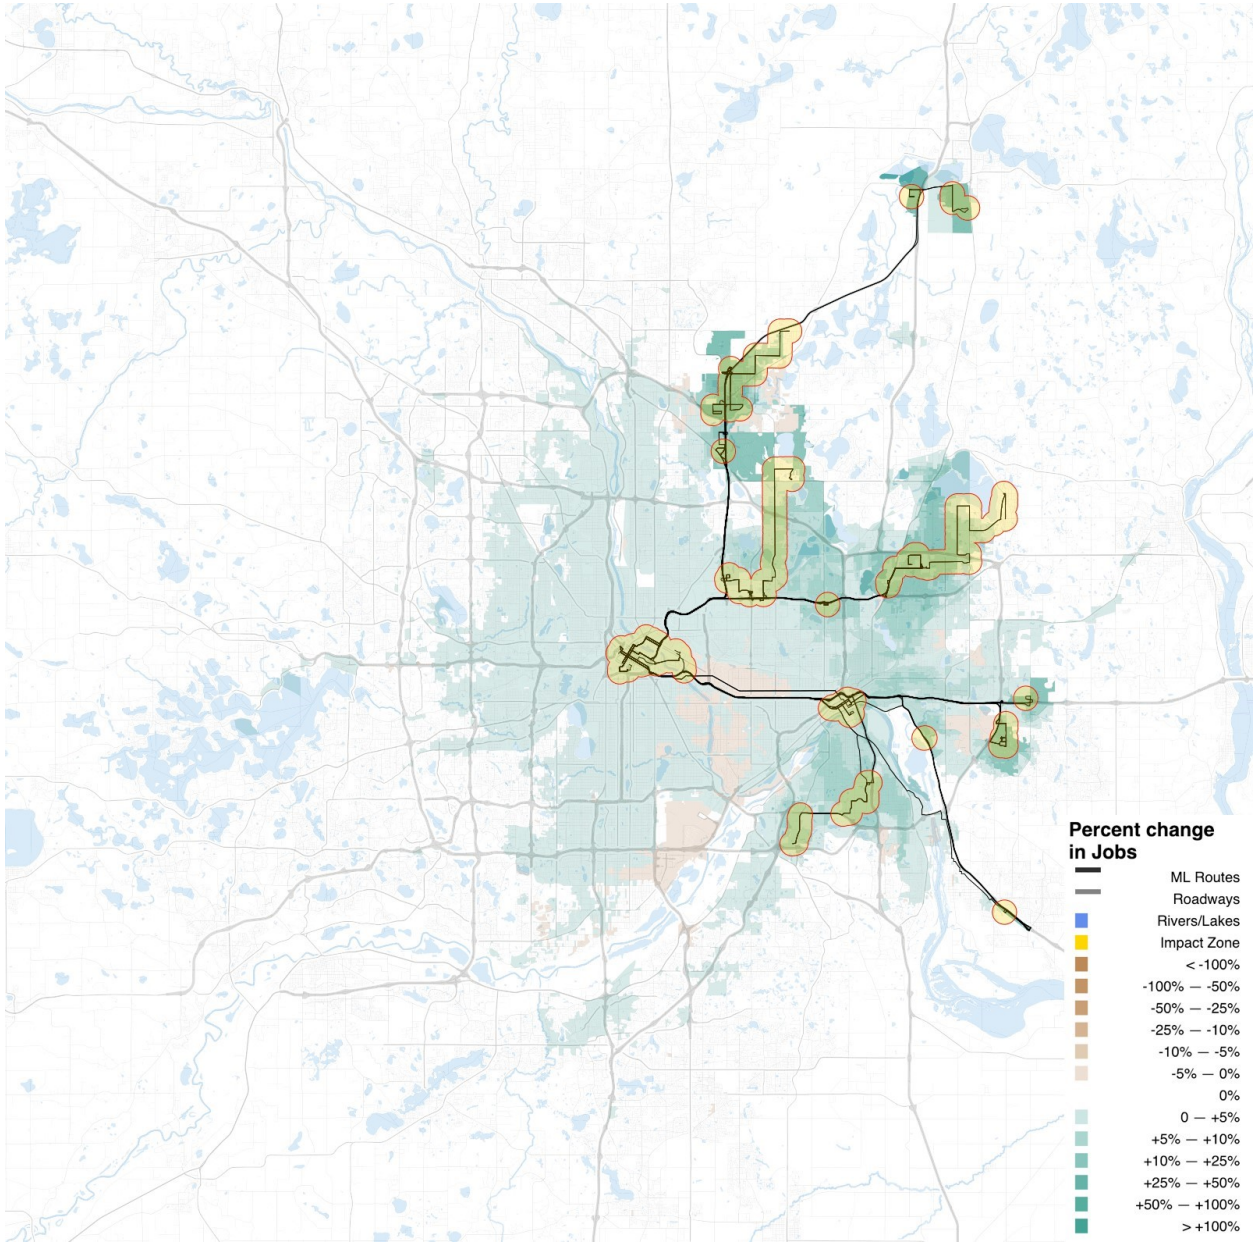 Percent change
in Jobs
ML Routes
Roadways
Rivers/Lakes
Impact Zone
< -100%
-100% — -50%
-50% — -25%
-25% — -10%
-10% — -5%
-5% — 0%
0%
0 — +5%
+5% — +10%
+10% — +25%
+25% — +50%
+50% — +100%
> +100%